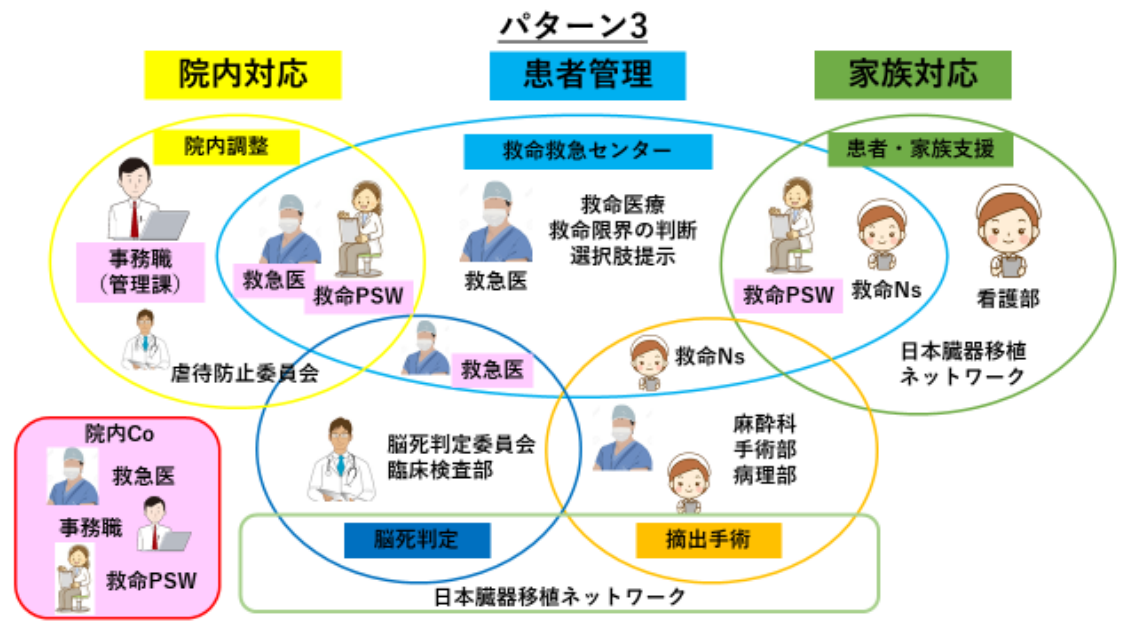 パターン3
院内対応
患者管理
家族対応
院内調整
救命救急センター
患者・家族支援
事務職
（管理課）
救急医
救命PSW
救急医
救命医療
救命限界の判断
選択肢提示
救命PSW
救命Ns
看護部
虐待防止委員会
救急医
救命Ns
日本臓器移植
ネットワーク
院内Co
救急医
事務職
救命PSW
脳死判定委員会
臨床検査部
麻酔科
手術部
病理部
脳死判定
摘出手術
日本臓器移植ネットワーク